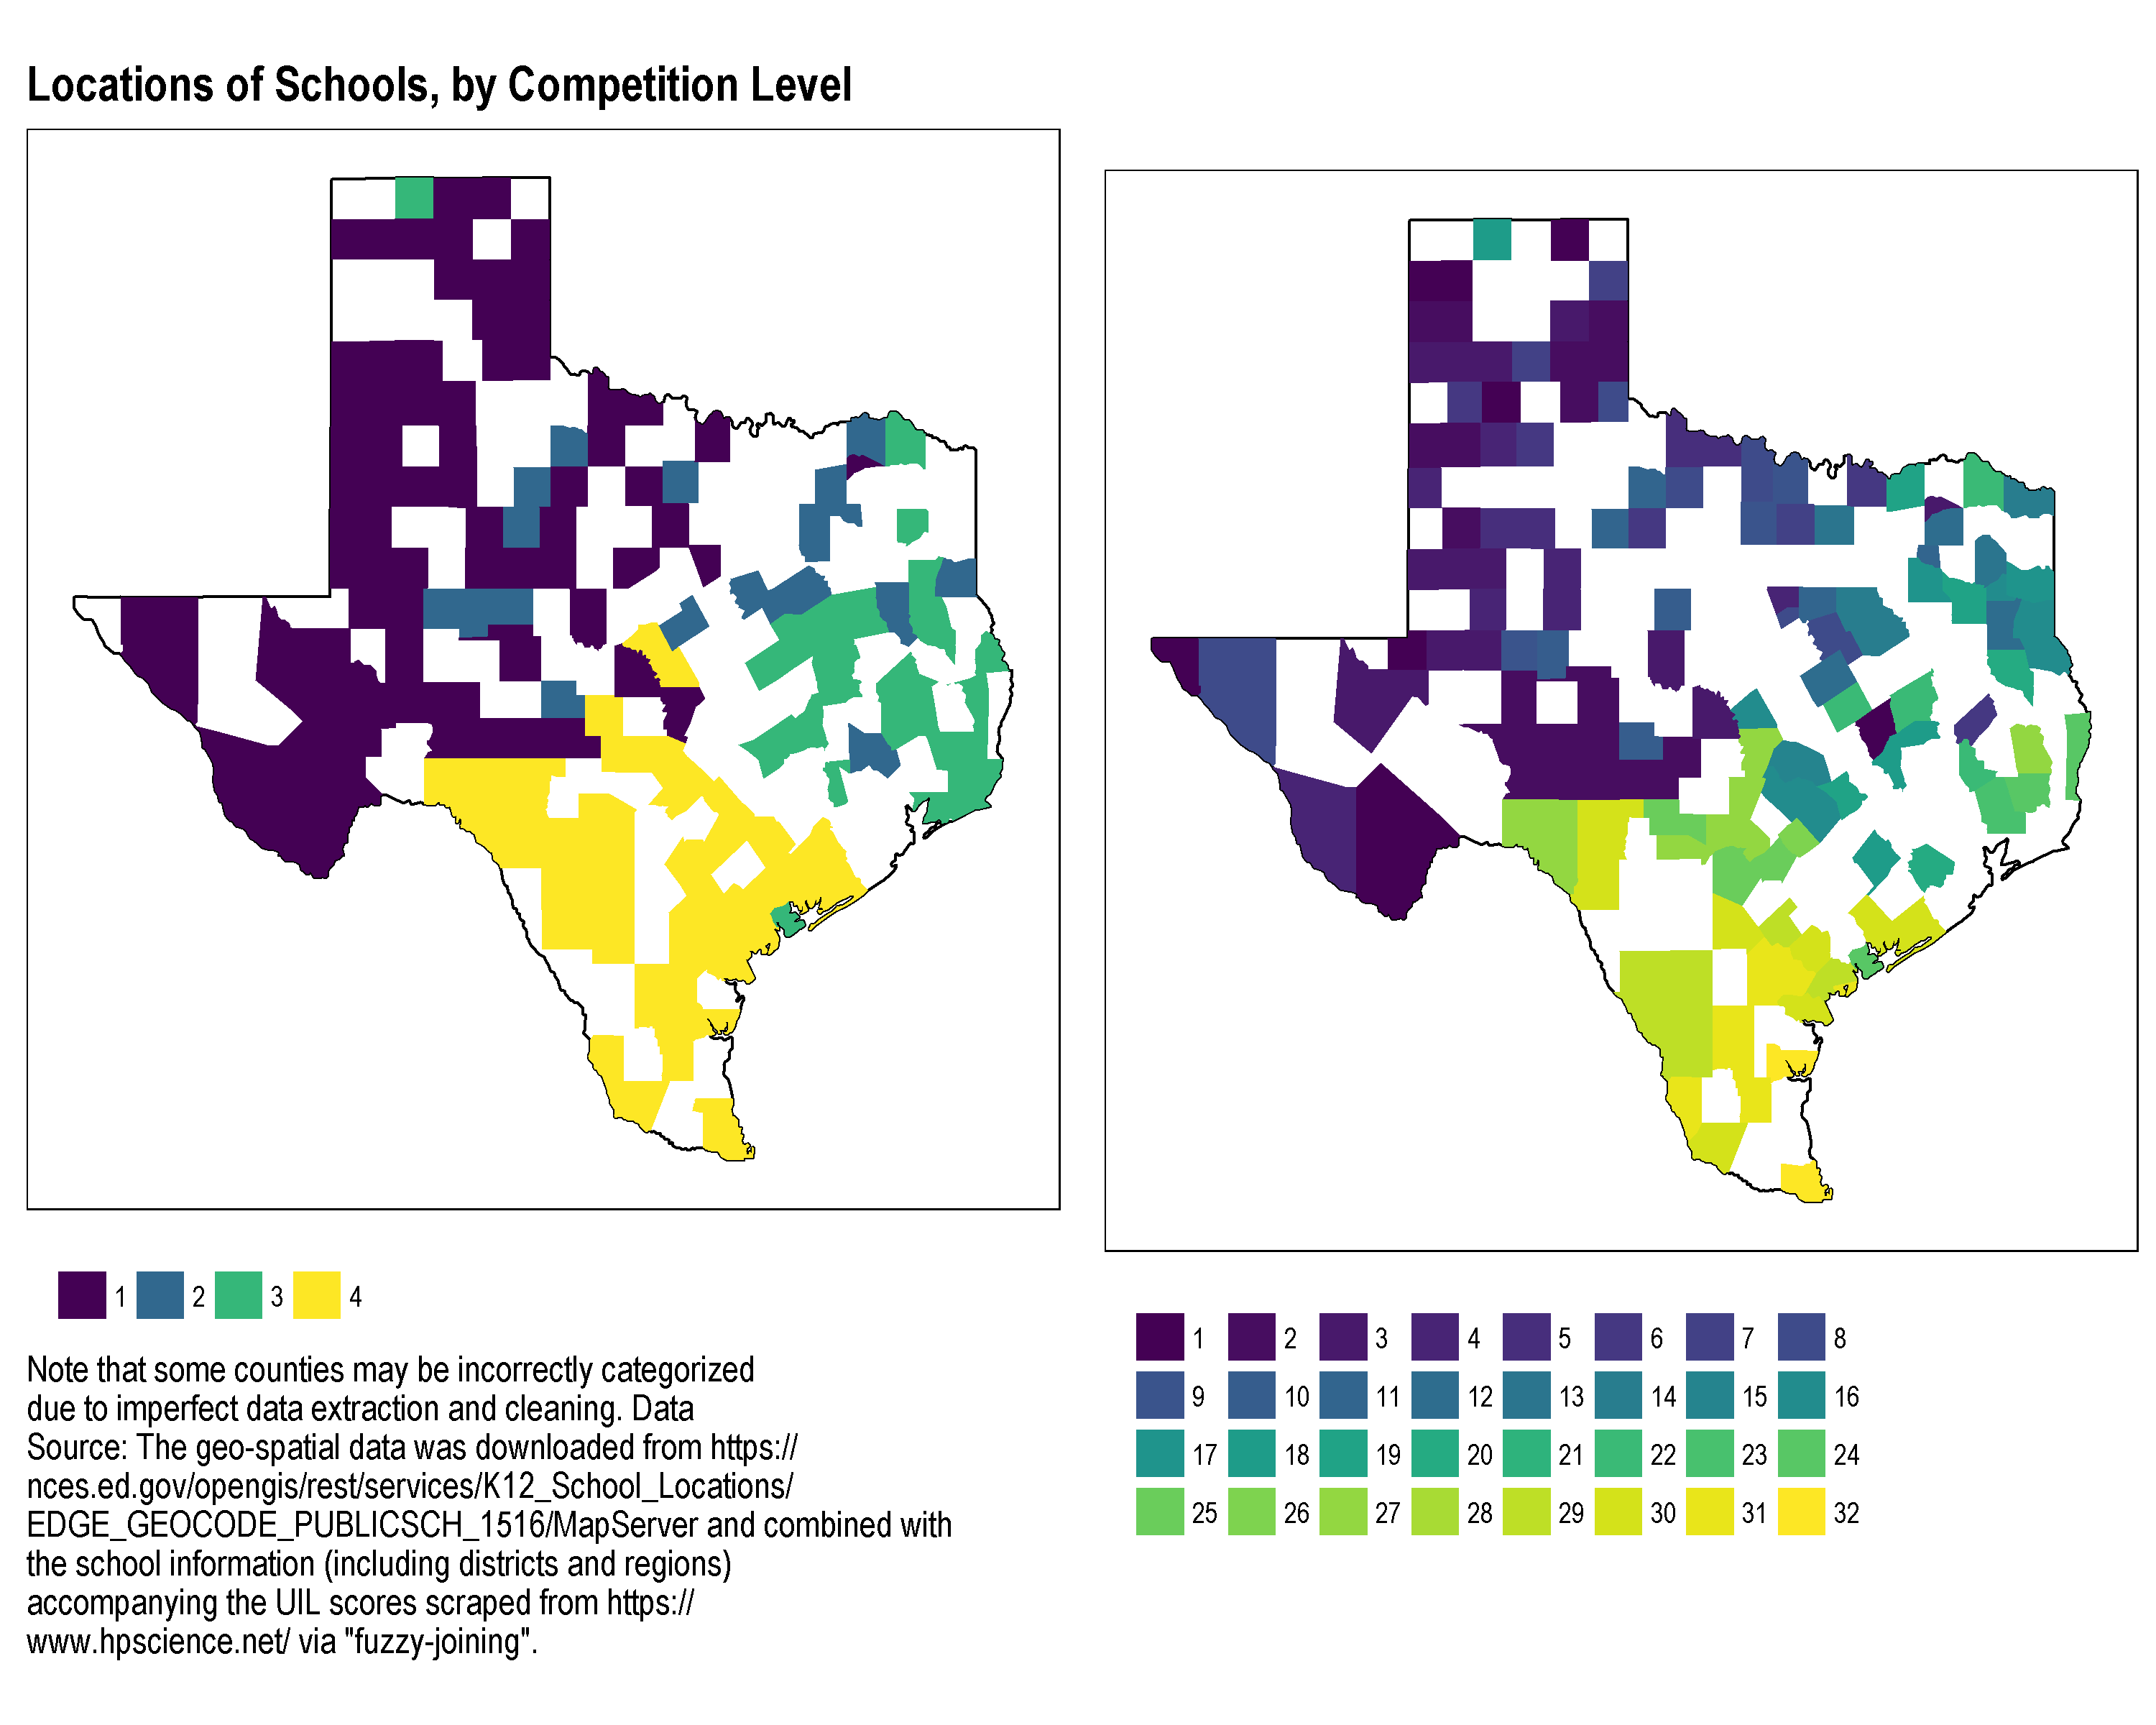 Locations of Schools, by Competition Level
1 2 3 4
Note that some counties may be incorrectly categorized
due to imperfect data extraction and cleaning. Data
Source: The geo-spatial data was downloaded from https://
nces.ed.gov/opengis/rest/services/K12_School_Locations/
EDGE_GEOCODE_PUBLICSCH_1516/MapServer and combined with
the school information (including districts and regions)
accompanying the UIL scores scraped from https://
www.hpscience.net/ via "fuzzy-joining".
1 2 3 4 5 6 7 8
9 10 11 12 13 14 15 16
17 18 19 20 21 22 23 24
25 26 27 28 29 30 31 32